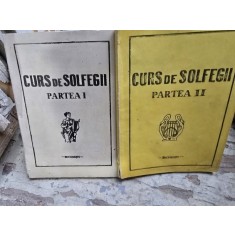 CURS DE SOLFEGII
PARTEA I
CURS DE SOLFEGII
PARTEA II